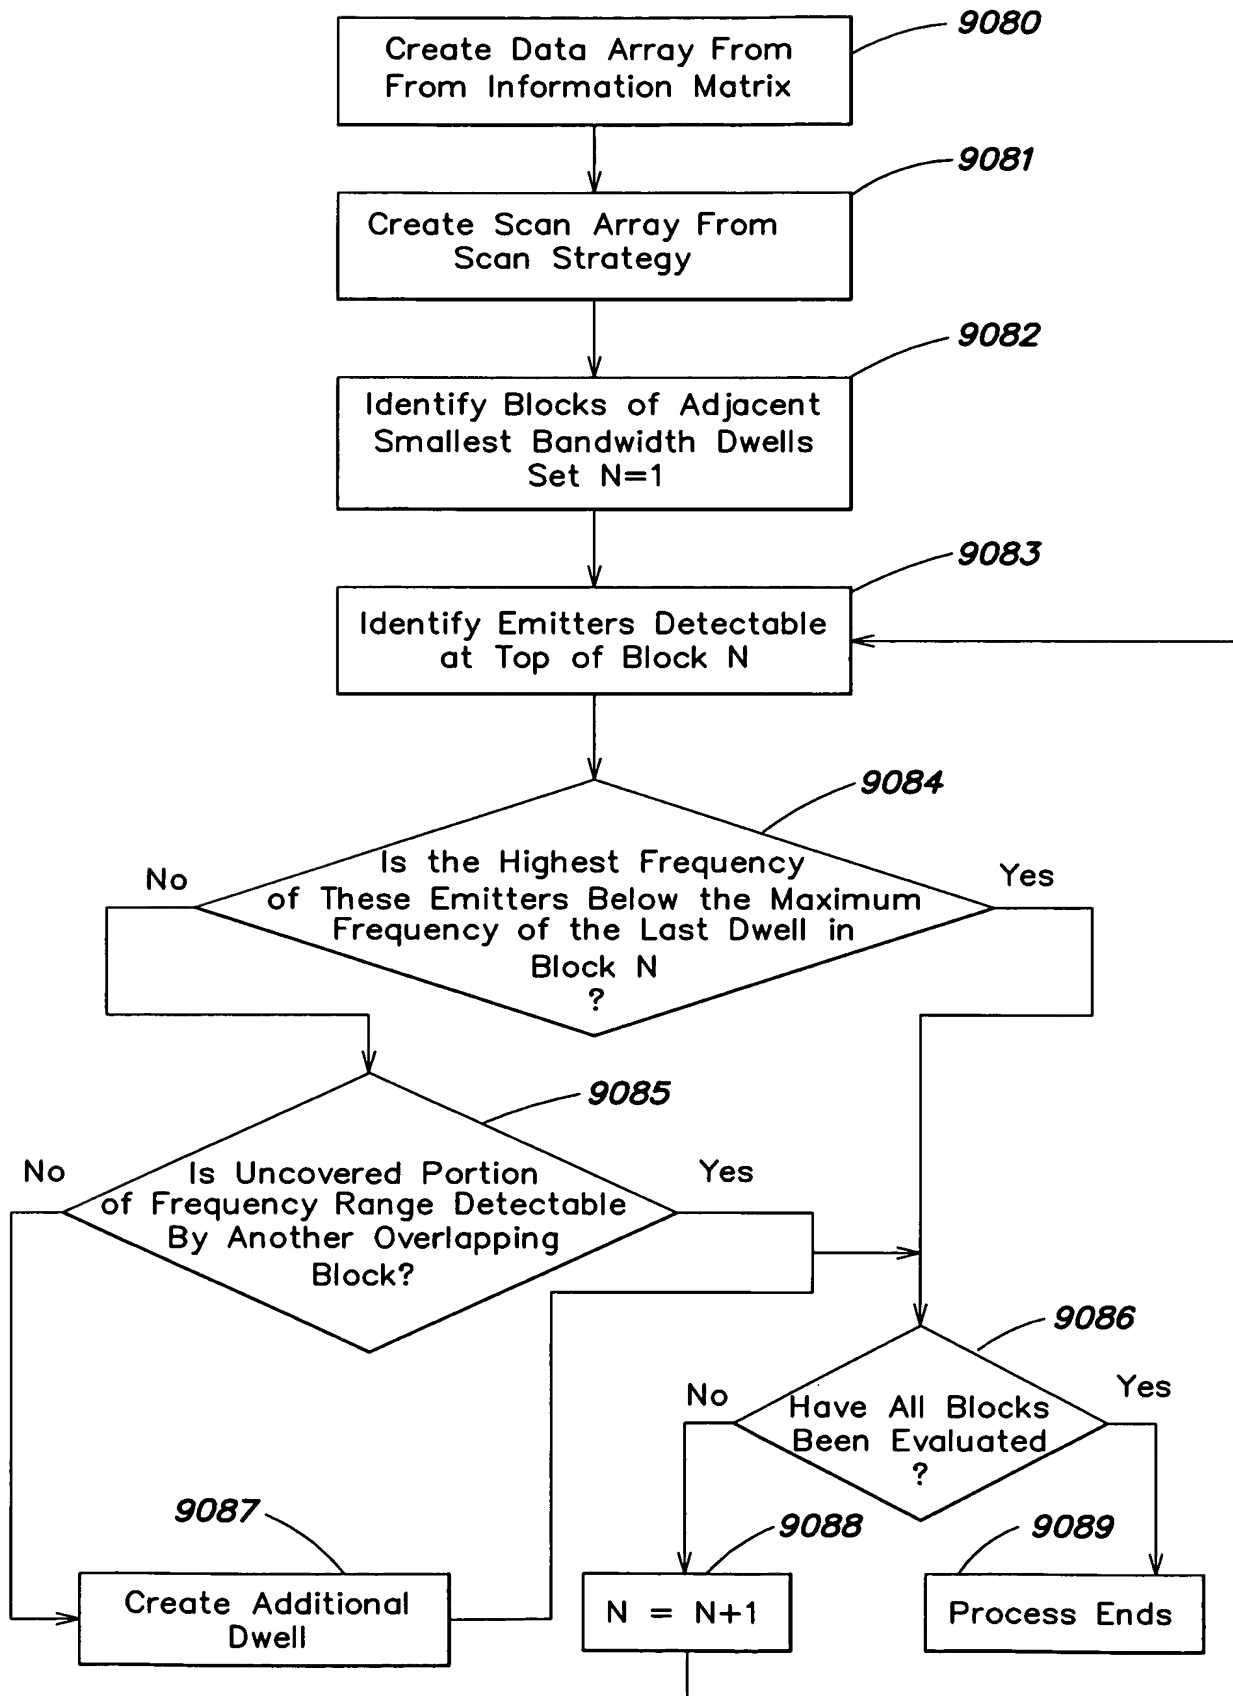 9080
Create Data Array From
From Information Matrix
9081
Create Scan Array From
Scan Strategy
9082
Identify Blocks of Adjacent
Smallest Bandwidth Dwells
Set N=1
9083
Identify Emitters Detectable
at Top of Block N
9084
No
Yes
Is the Highest Frequency
of These Emitters Below the Maximum
Frequency of the Last Dwell in
Block N
?
9085
No
Yes
Is Uncovered Portion
of Frequency Range Detectable
By Another Overlapping
Block?
9086
No
Yes
Have All Blocks
Been Evaluated
?
9087
Create Additional
Dwell
9088
N = N+1
9089
Process Ends